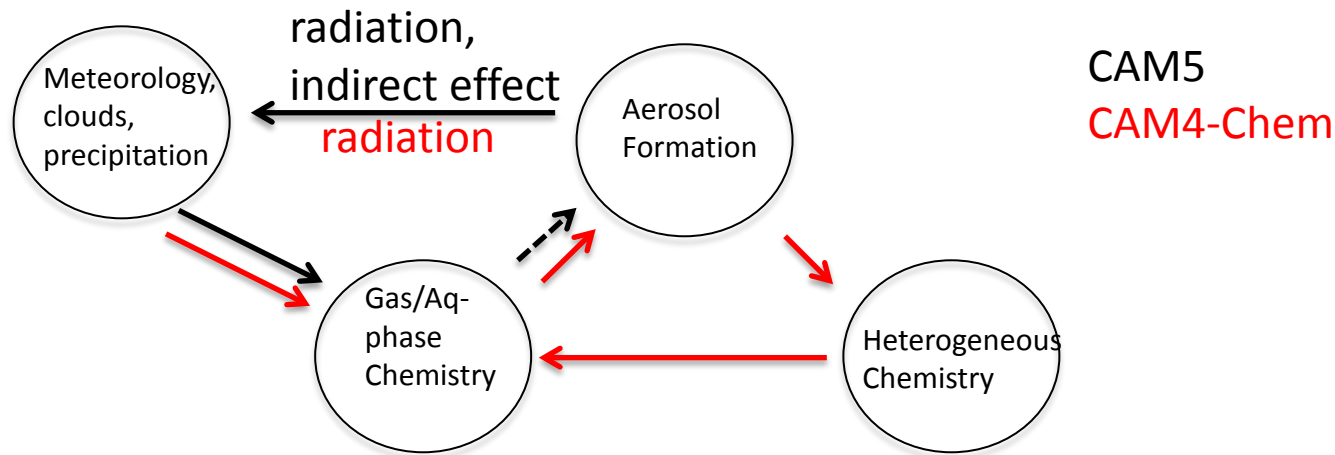 radiation,
indirect effect
radiation
CAM5
CAM4-Chem
Meteorology,
clouds,
precipitation
Aerosol
Formation
Gas/Aq-
phase
Chemistry
Heterogeneous
Chemistry